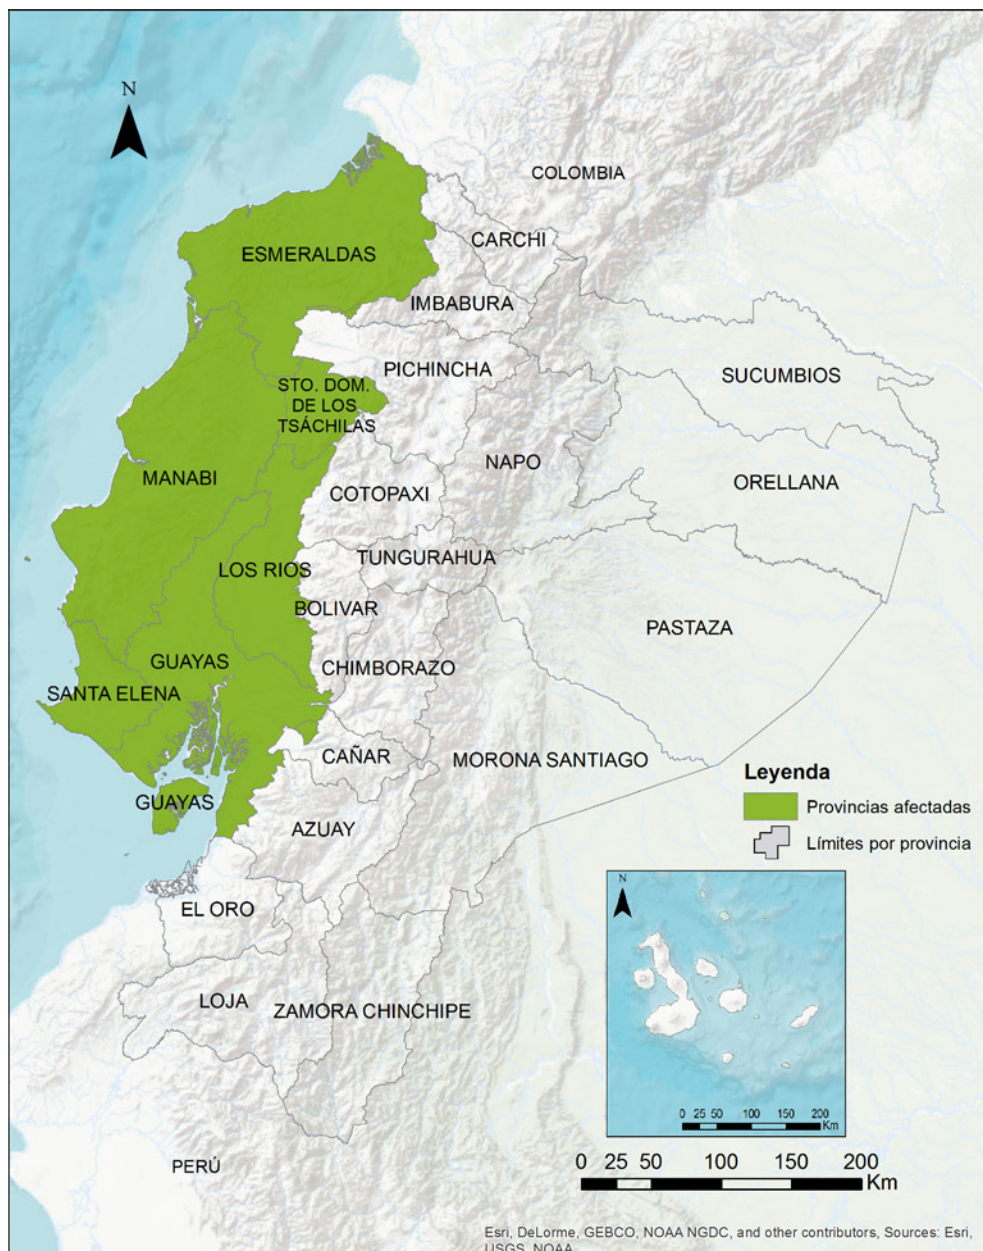 N
COLOMBIA
CARCHI
ESMERALDAS
IMBABURA
PICHINCHA
SUCUMBIOS
STO. DOM.
DE LOS
TSÁCHILAS
NAPO
MANABI
ORELLANA
COTOPAXI
TUNGURAHUA
LOS RIOS
BOLIVAR
PASTAZA
GUAYAS
CHIMBORAZO
SANTA ELENA
CAÑAR
MORONA SANTIAGO
Leyenda
Provincias afectadas
Límites por provincia
GUAYAS
AZUAY
N
EL ORO
LOJA
ZAMORA CHINCHIPE
0 25 50 100 150 200
Km
PERÚ
0 25 50 100 150 200
Km
Esri, DeLorme, GEBCO, NOAA NGDC, and other contributors, Sources: Esri,
USGS, NOAA